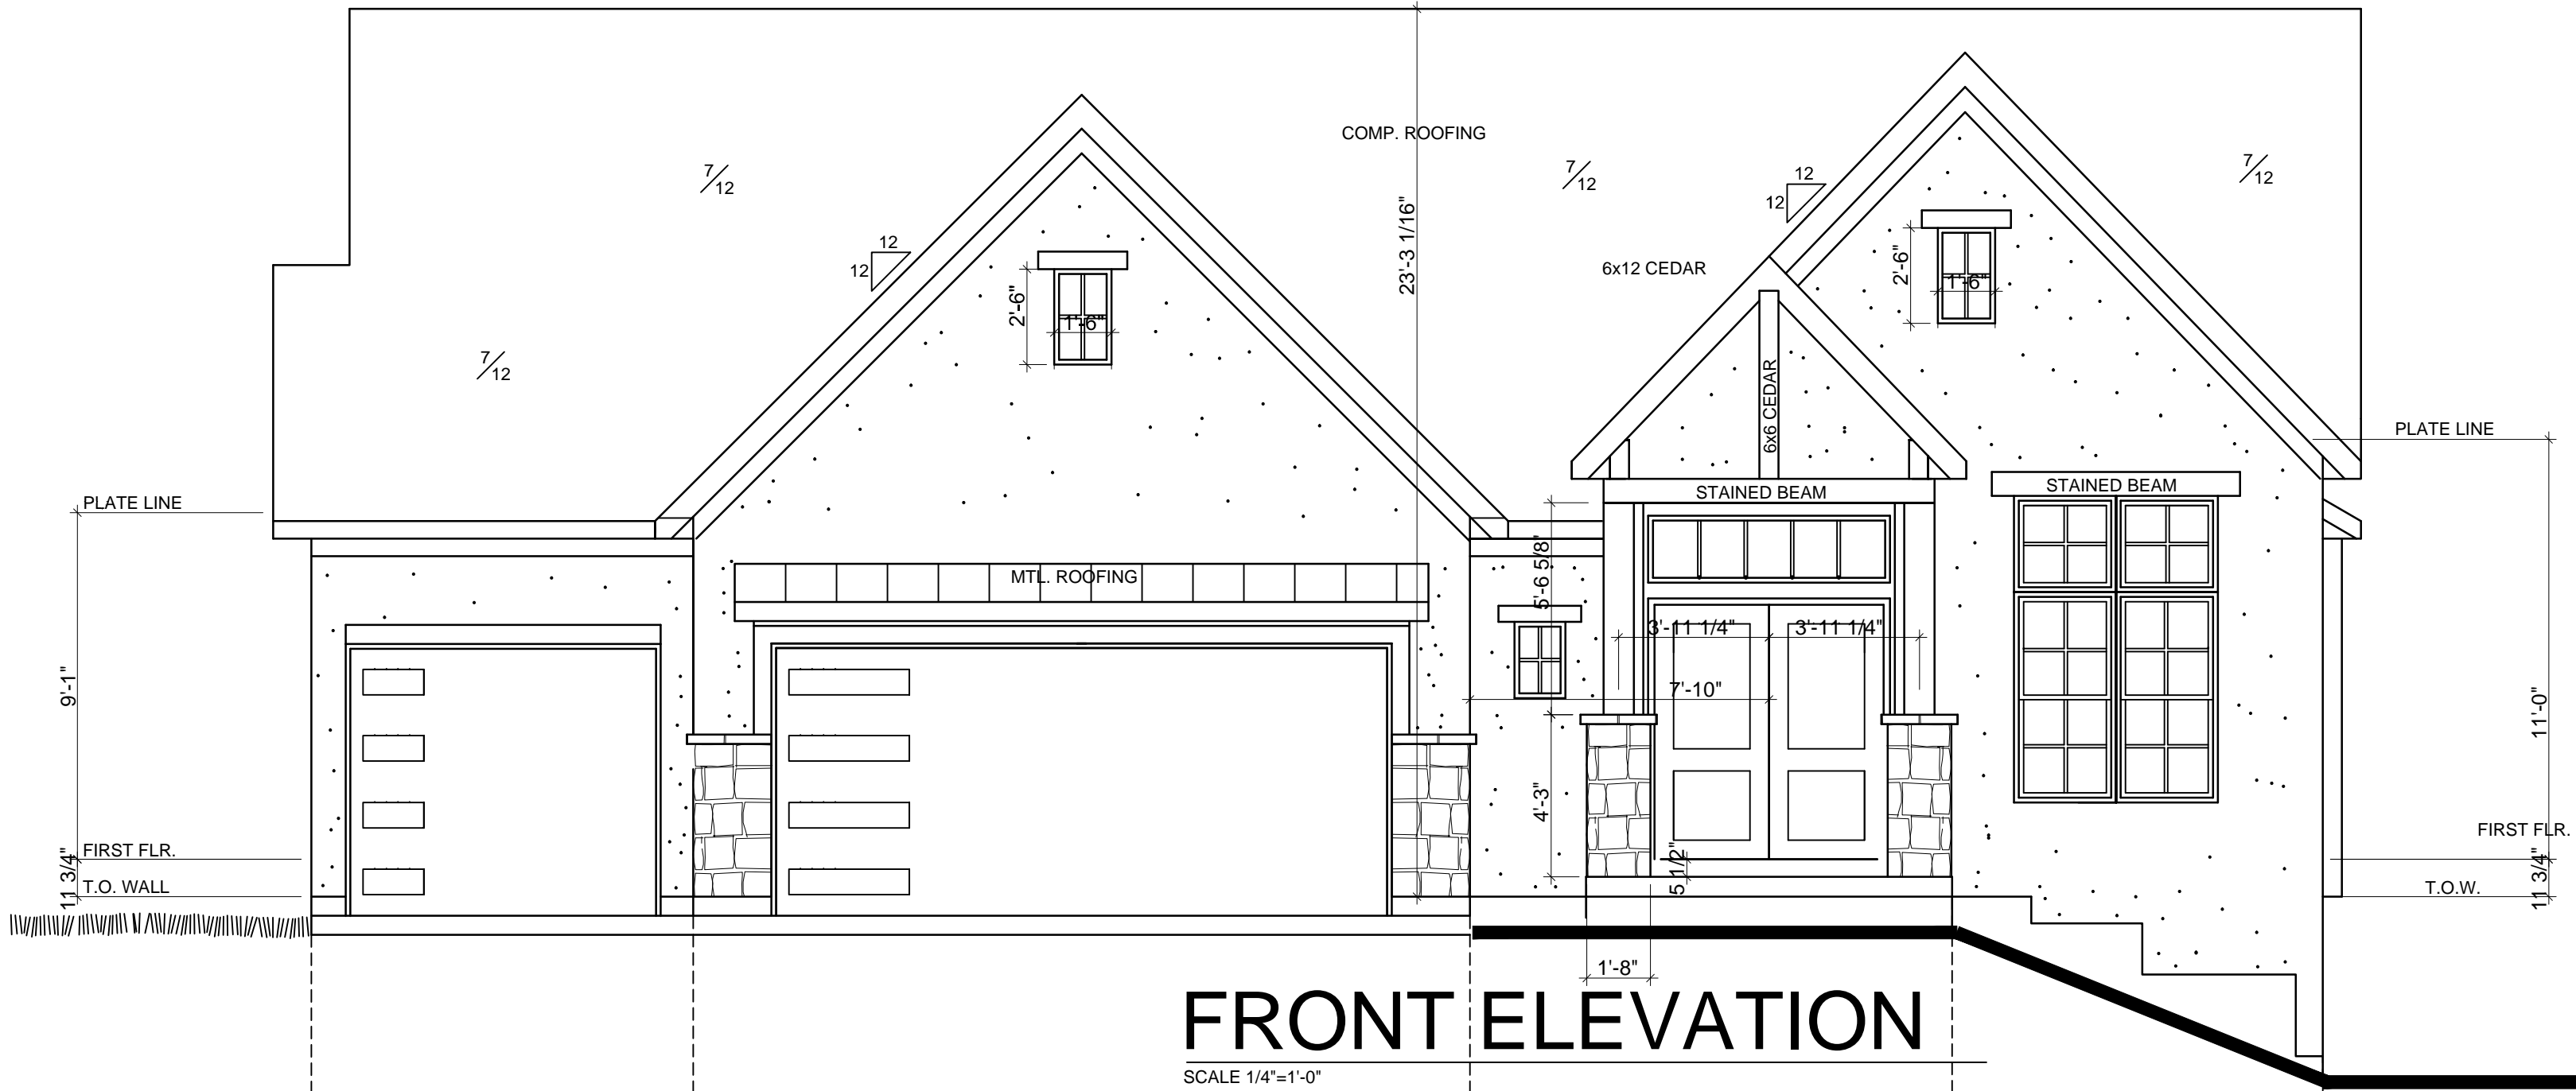 COMP. ROOFING
7/12
7/12
7/12
12
12
23'-3 1/16"
12
12
6x12 CEDAR
2'-6"
1'-6"
2'-6"
1'-6"
7/12
6x6 CEDAR
PLATE LINE
PLATE LINE
STAINED BEAM
STAINED BEAM
MTL. ROOFING
5'-6 5/8"
3'-11 1/4"
3'-11 1/4"
9'-1"
7'-10"
11'-0"
4'-3"
FIRST FLR.
FIRST FLR.
11 3/4"
T.O. WALL
5 1/2"
T.O.W.
11 3/4"
1'-8"
FRONT ELEVATION
SCALE 1/4"=1'-0"